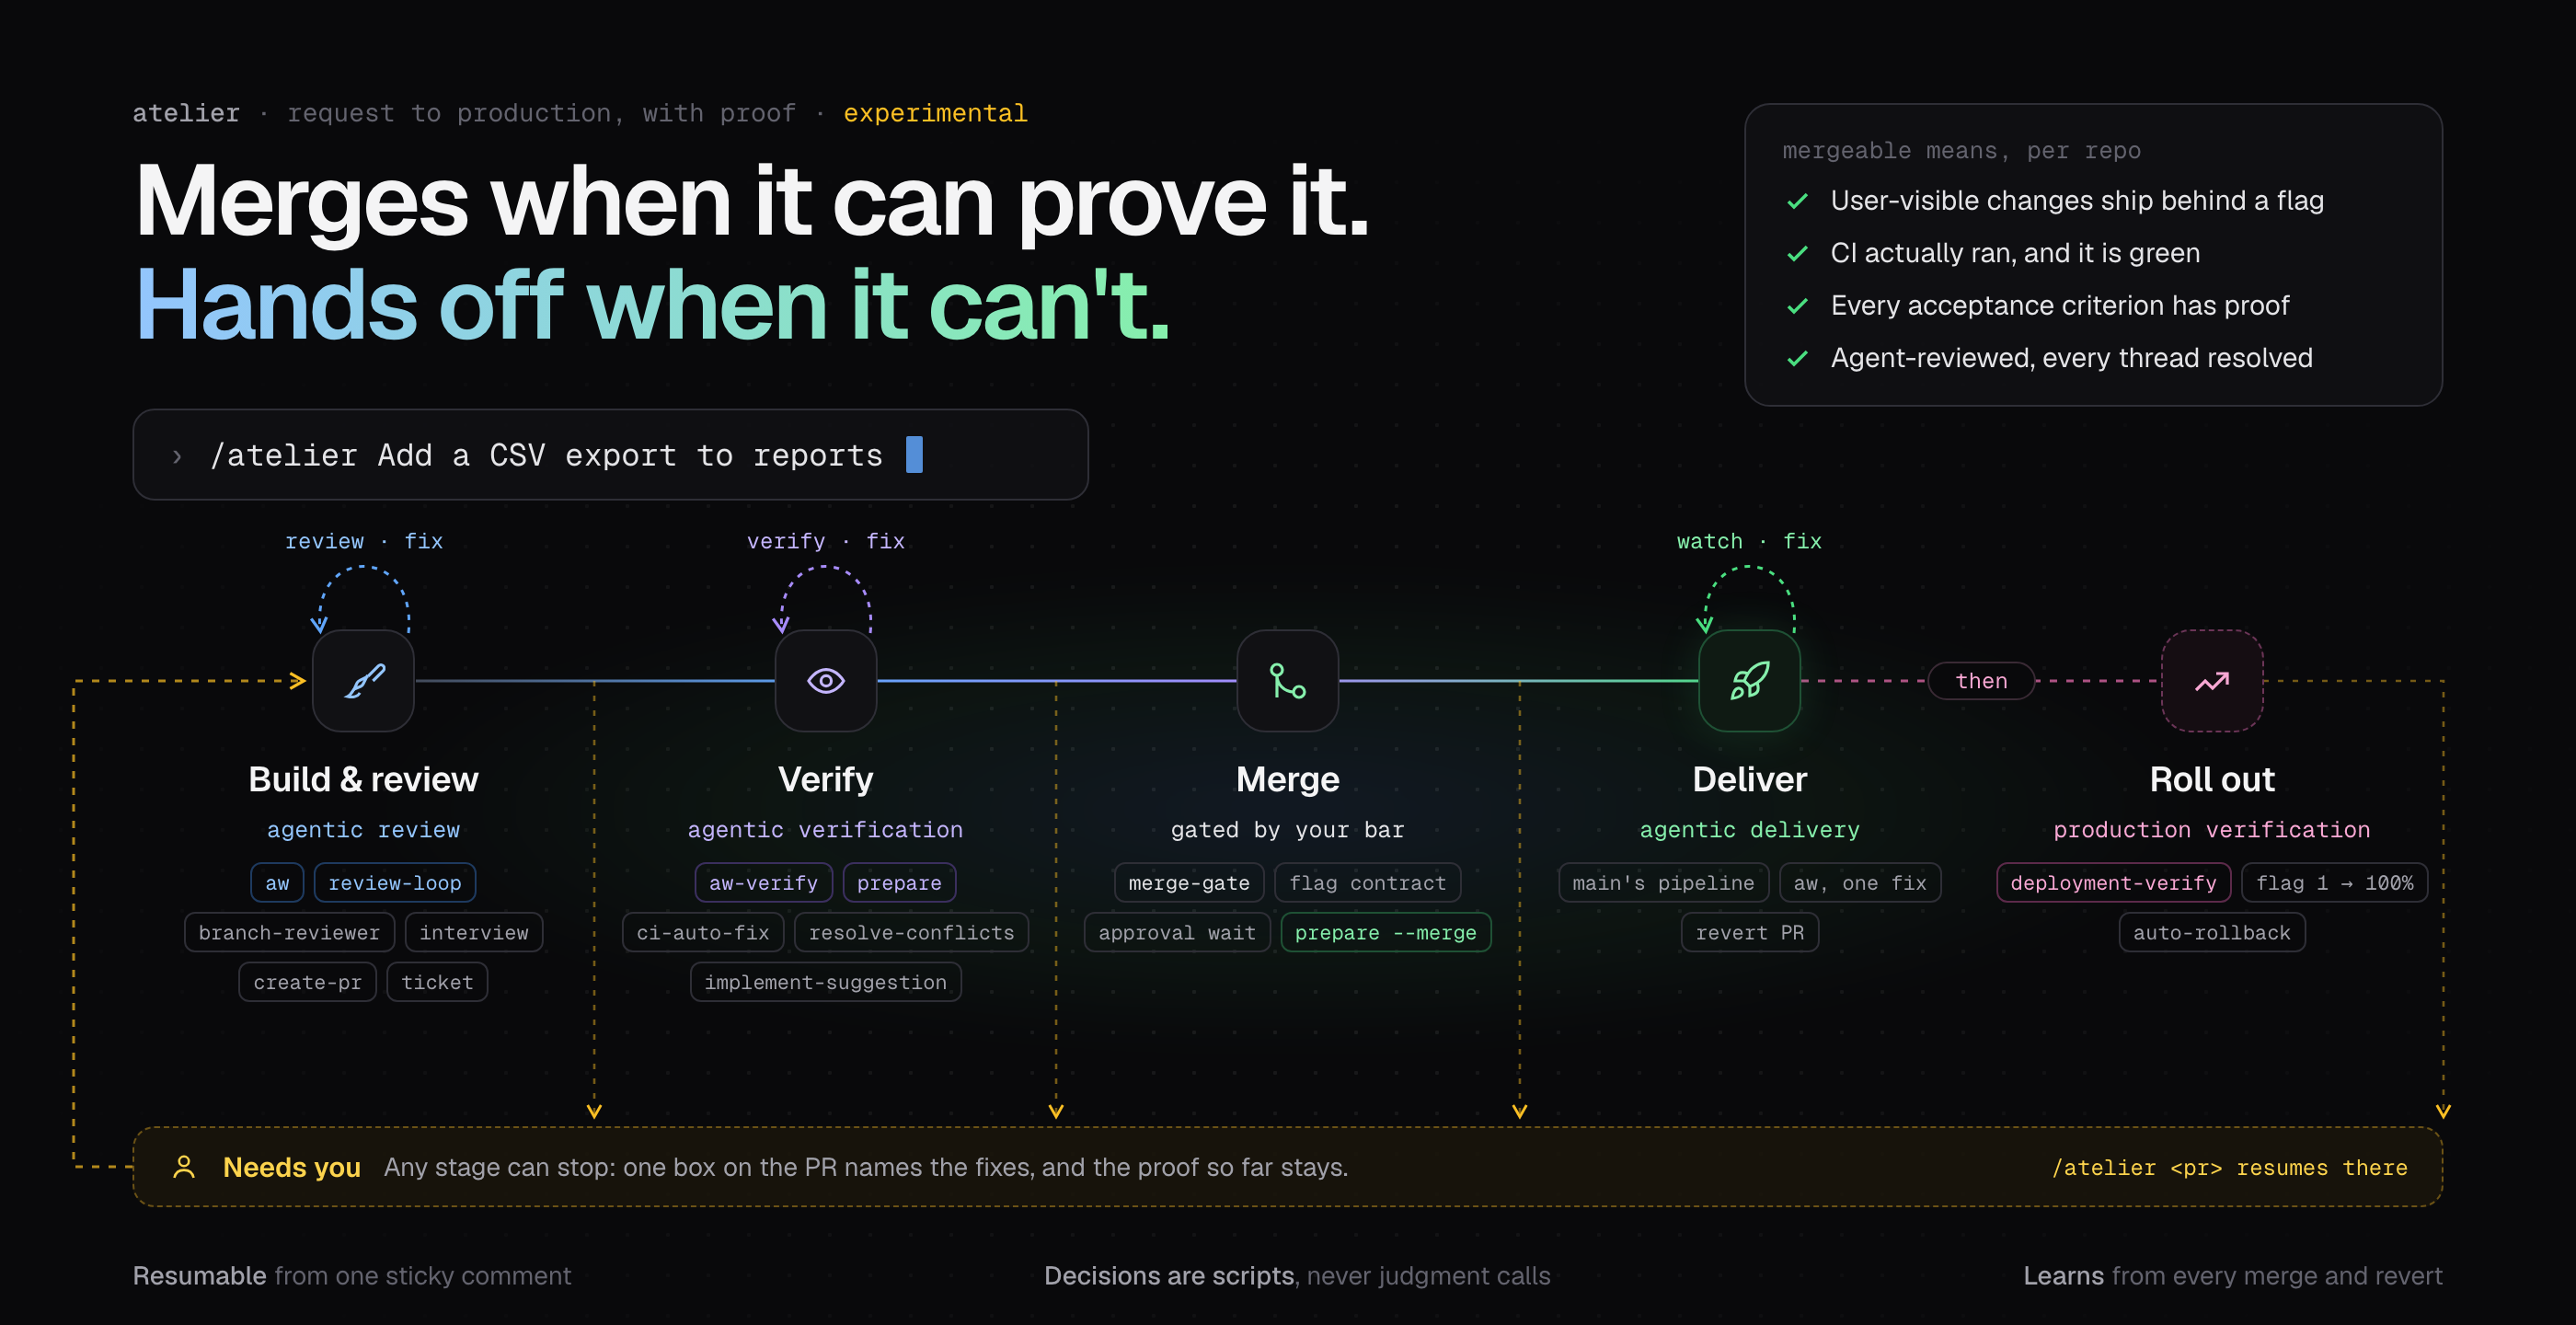 atelier · request to production, with proof · experimental
Merges when it can prove it.
Hands off when it can't.
mergeable means, per repo
User-visible changes ship behind a flag
CI actually ran, and it is green
Every acceptance criterion has proof
Agent-reviewed, every thread resolved
› /atelier Add a CSV export to reports
review · fix
verify · fix
watch · fix
then
Build & review
agentic review
aw review-loop
branch-reviewer interview
create-pr ticket
Verify
agentic verification
aw-verify prepare
ci-auto-fix resolve-conflicts
implement-suggestion
Merge
gated by your bar
merge-gate flag contract
approval wait prepare --merge
Deliver
agentic delivery
main's pipeline aw, one fix
revert PR
Roll out
production verification
deployment-verify flag 1 → 100%
auto-rollback
Needs you Any stage can stop: one box on the PR names the fixes, and the proof so far stays. /atelier <pr> resumes there
Resumable from one sticky comment
Decisions are scripts, never judgment calls
Learns from every merge and revert